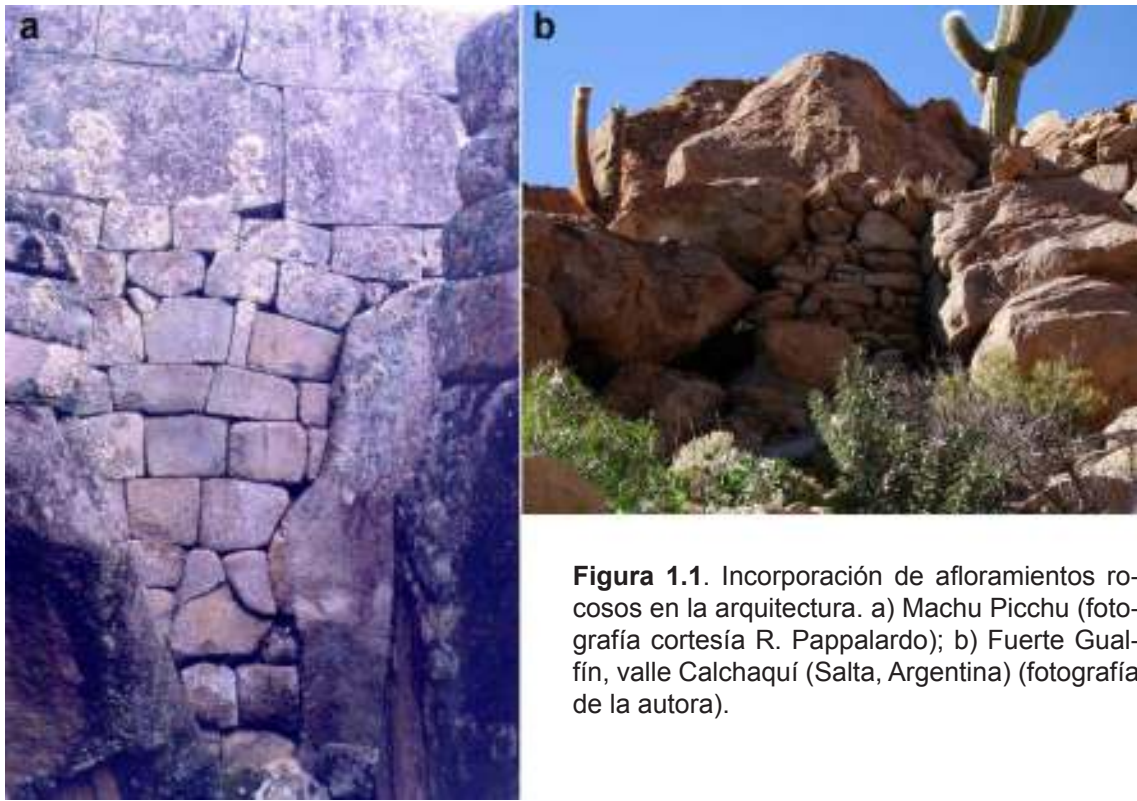 a
b
Figura 1.1. Incorporación de afloramientos ro-
cosos en la arquitectura. a) Machu Picchu (foto-
grafía cortesía R. Pappalardo); b) Fuerte Gual-
fín, valle Calchaquí (Salta, Argentina) (fotografía
de la autora).